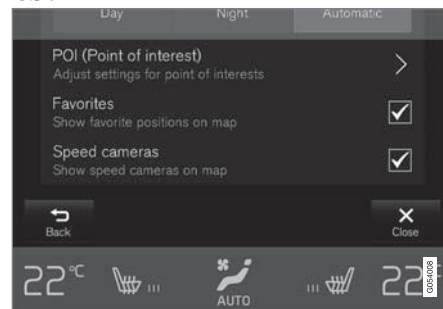 Day Night Automatic
POI (Point of interest)
Adjust settings for point of interests
Favorites
Show favorite positions on map
Speed cameras
Show speed cameras on map
Back Close
22°C AUTO 22°
G054008